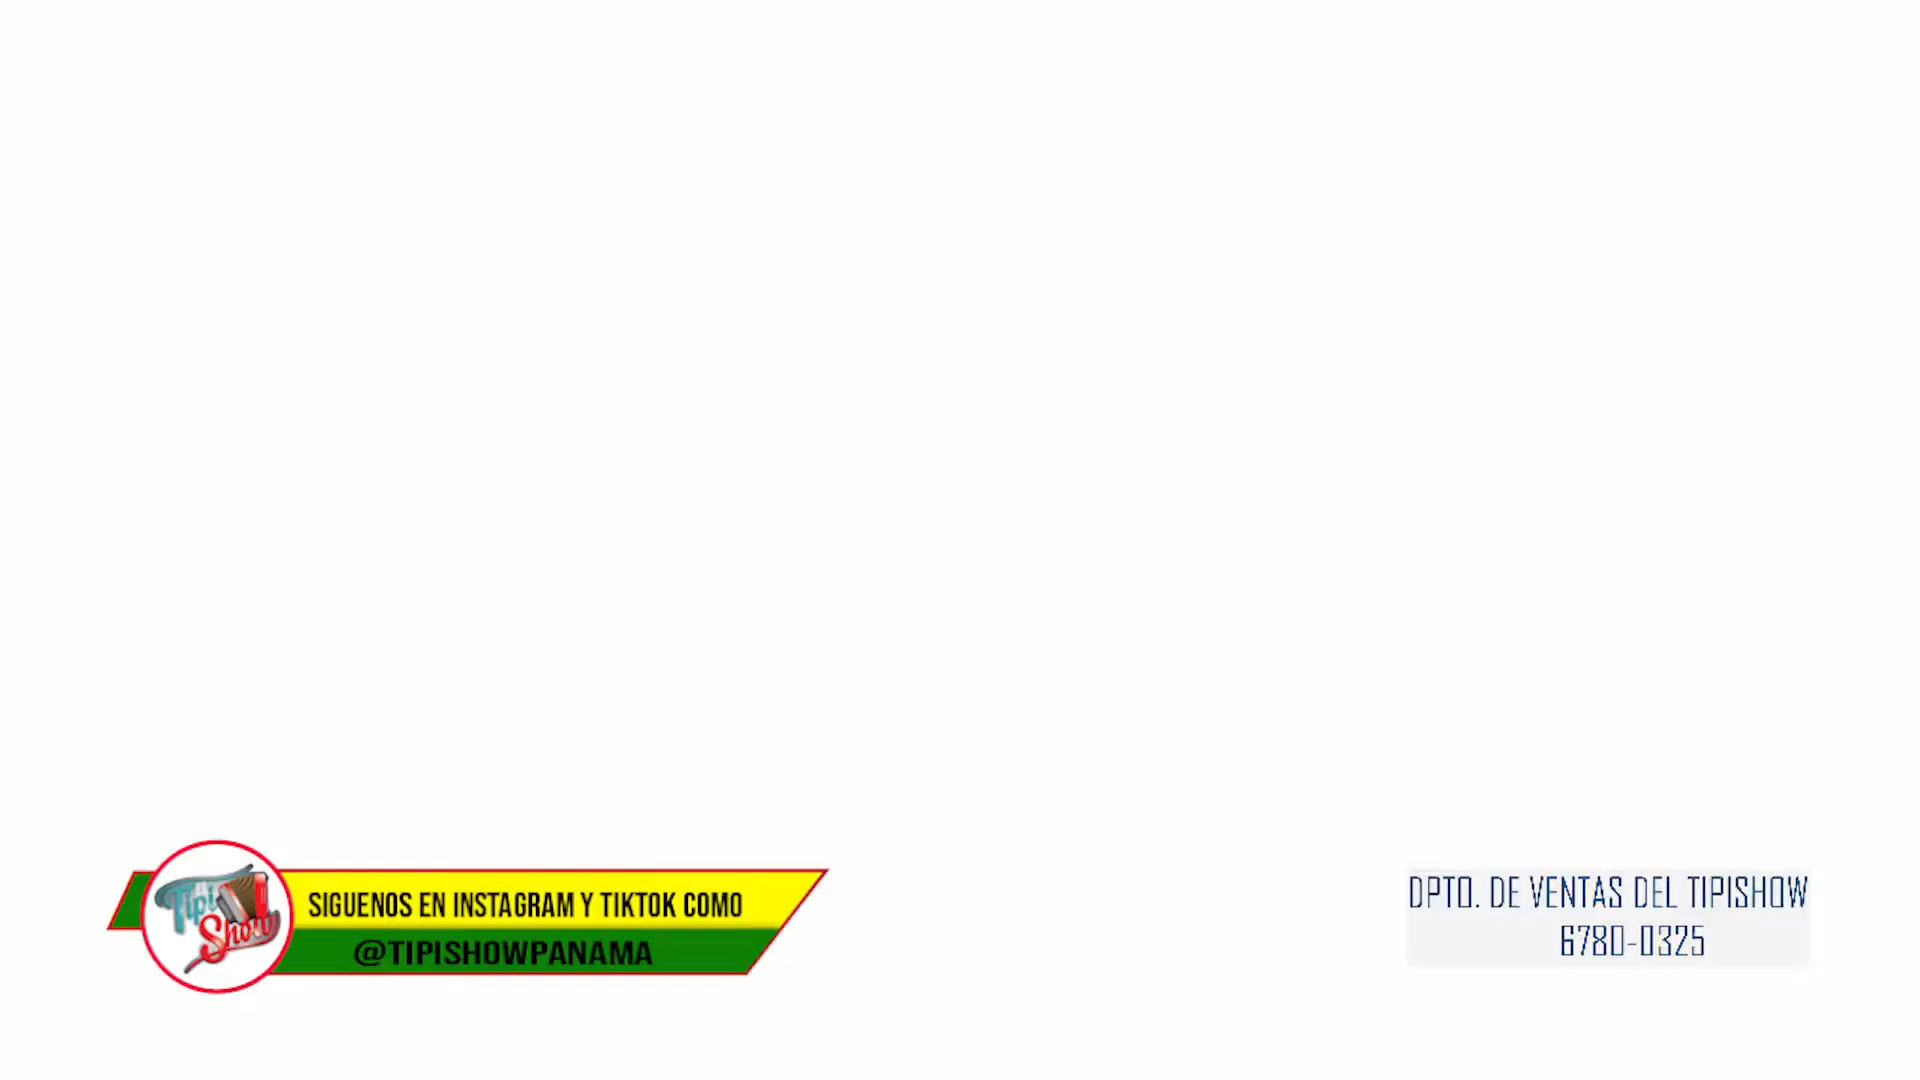 Tipi
Show
SIGUENOS EN INSTAGRAM Y TIKTOK COMO
@TIPISHOWPANAMA
DPTO. DE VENTAS DEL TIPISHOW
6780-0325